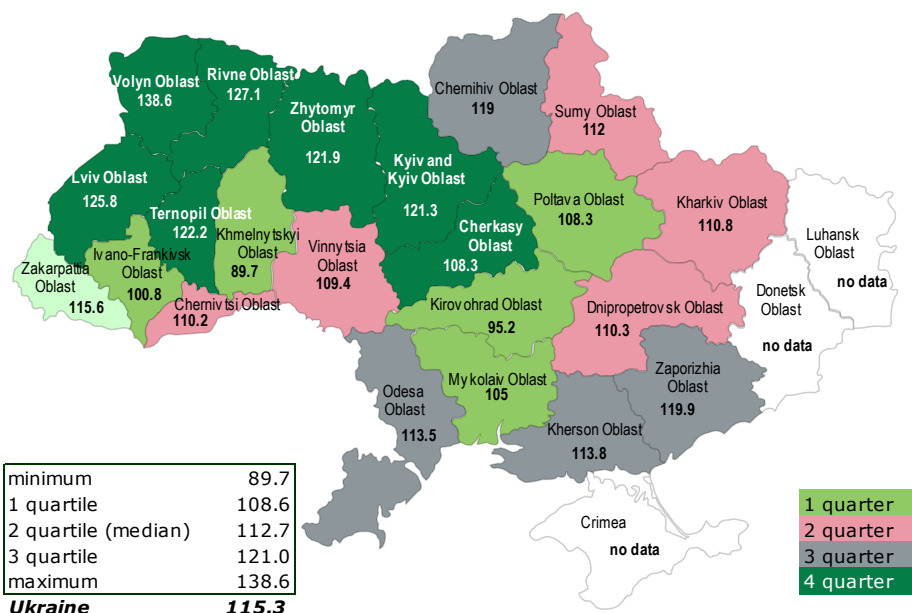 Volyn Oblast
138.6
Rivne Oblast
127.1
Zhytomyr
Oblast
121.9
Kyiv and
Kyiv Oblast
121.3
Chernihiv Oblast
119
Sumy Oblast
112
Lviv Oblast
125.8
Ternopil Oblast
122.2
Khmelnytskyi
Oblast
89.7
Cherkasy
Oblast
108.3
Poltava Oblast
108.3
Kharkiv Oblast
110.8
Luhansk
Oblast
no data
Zakarpattia
Oblast
115.6
Ivano-Frankivsk
Oblast
100.8
Chernivtsi Oblast
110.2
Vinnytsia
Oblast
109.4
Kirovohrad Oblast
95.2
Dnipropetrovsk Oblast
110.3
Donetsk
Oblast
no data
Odesa
Oblast
113.5
Mykolaiv Oblast
105
Kherson Oblast
113.8
Zaporizhia
Oblast
119.9
Crimea
no data
minimum 89.7
1 quartile 108.6
2 quartile (median) 112.7
3 quartile 121.0
maximum 138.6
Ukraine 115.3
1 quarter
2 quarter
3 quarter
4 quarter